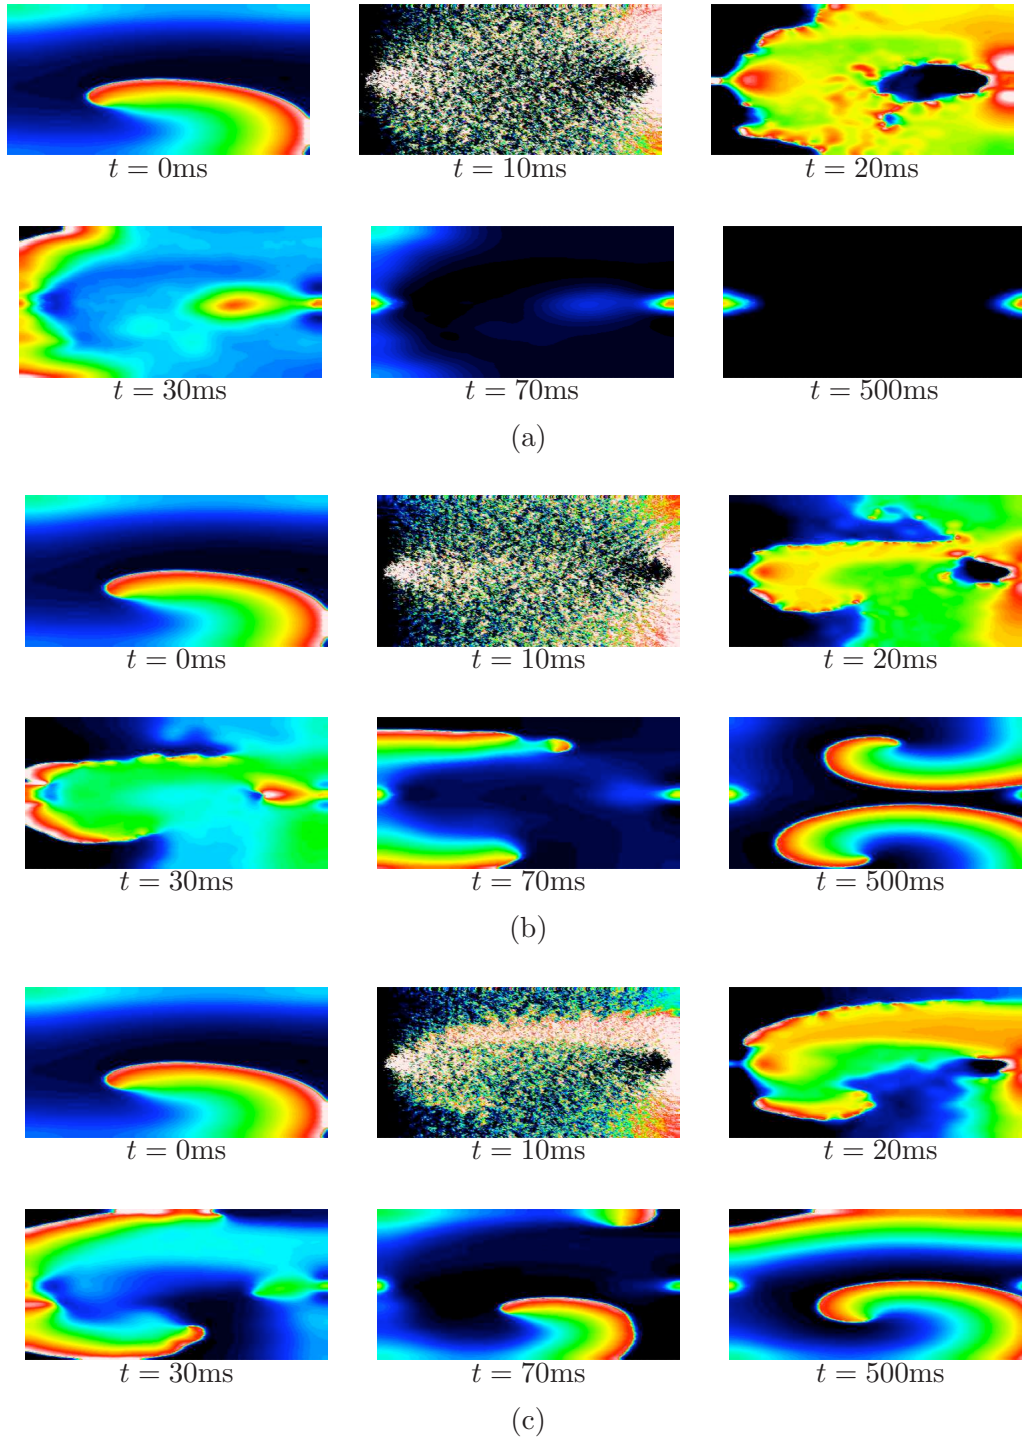 t = 0ms t = 10ms t = 20ms
t = 30ms t = 70ms t = 500ms
(a)
t = 0ms t = 10ms t = 20ms
t = 30ms t = 70ms t = 500ms
(b)
t = 0ms t = 10ms t = 20ms
t = 30ms t = 70ms t = 500ms
(c)